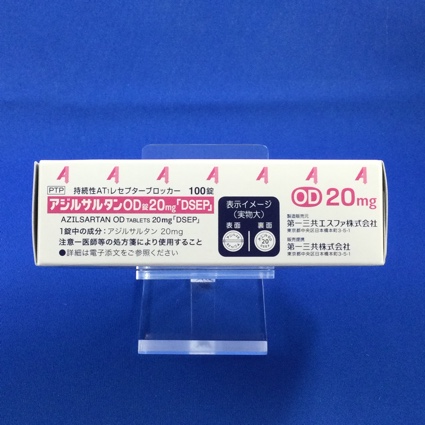 A A A A A A A
PTP 持続性AT1レセプターブロッカー 100錠
アジルサルタンOD錠20mg「DSEP」
AZILSARTAN OD TABLETS 20mg「DSEP」
1錠中の成分：アジルサルタン 20mg
注意―医師等の処方箋により使用すること
●詳細は電子添文をご参照ください
表示イメージ
(実物大)
表面 裏面
OD 20mg
製造販売元
第一三共エスファ株式会社
東京都中央区日本橋本町3-5-1
販売提携
第一三共株式会社
東京都中央区日本橋本町3-5-1